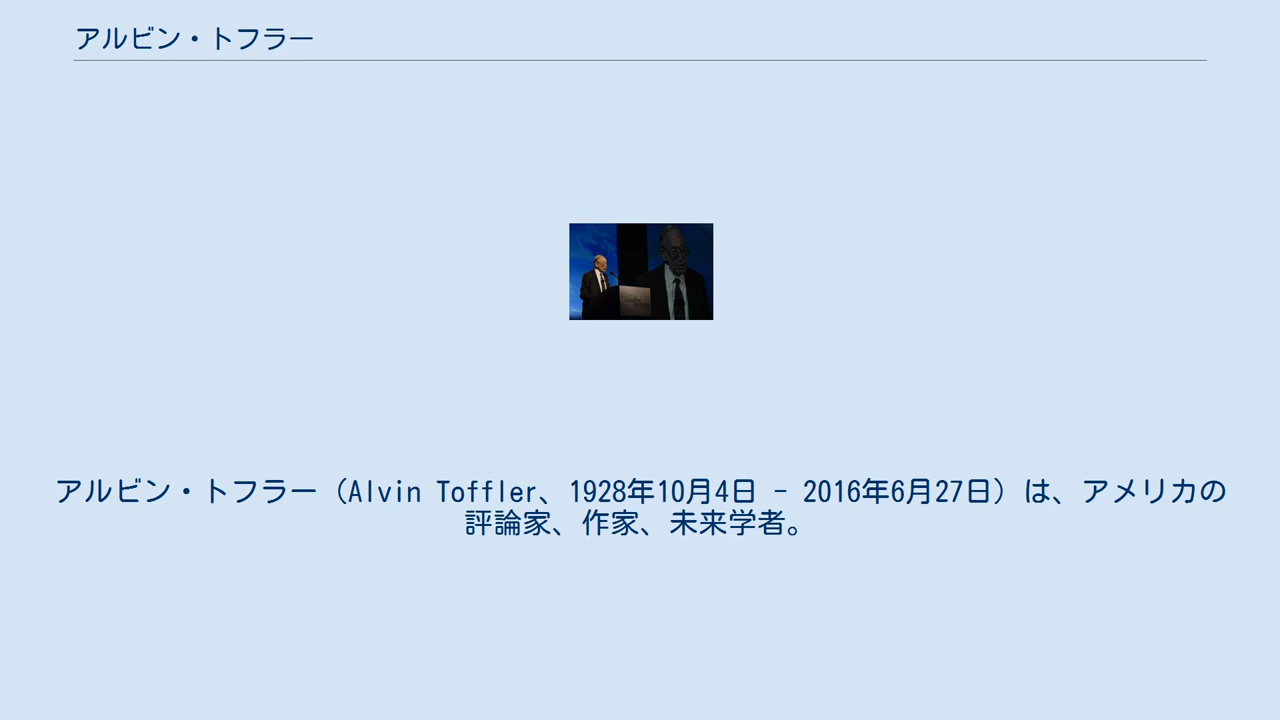 アルビン・トフラー
アルビン・トフラー（Alvin Toffler、1928年10月4日 - 2016年6月27日）は、アメリカの
評論家、作家、未来学者。